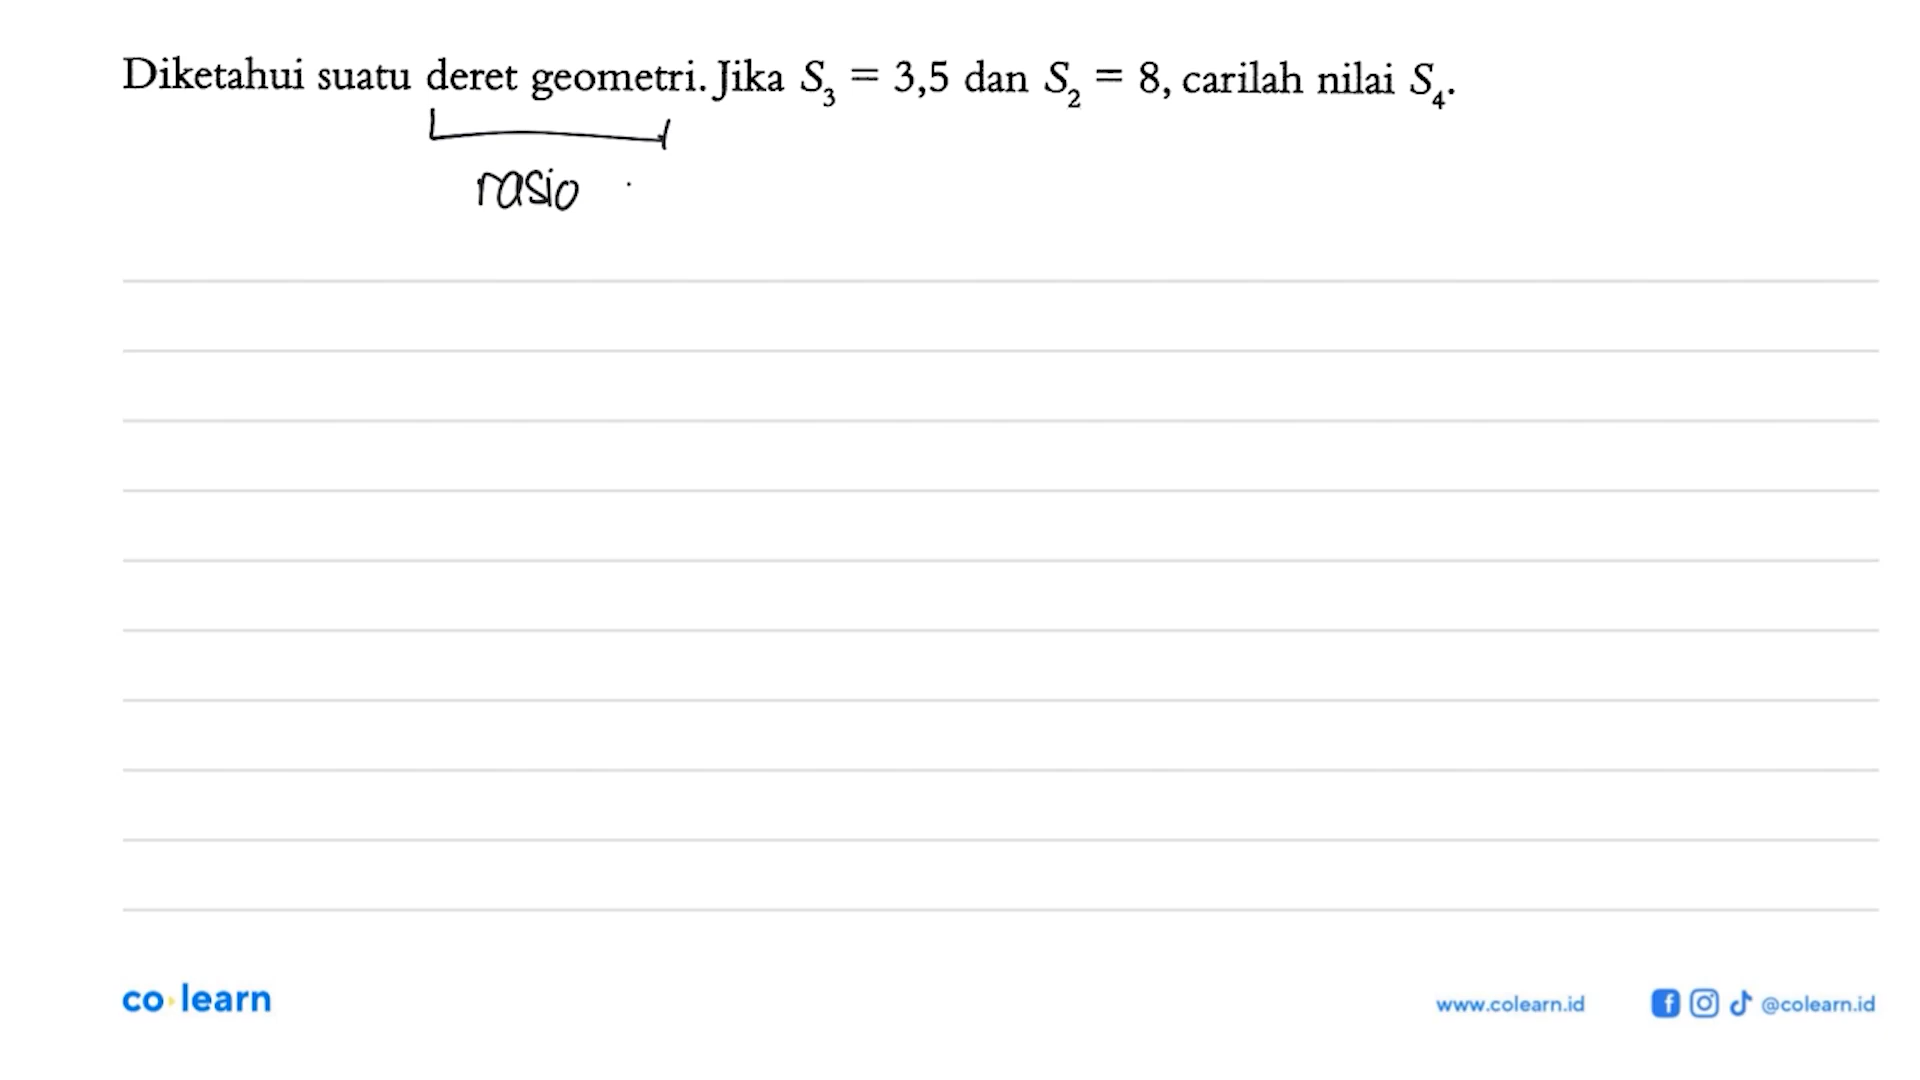 Diketahui suatu deret geometri. Jika S₃ = 3,5 dan S₂ = 8, carilah nilai S₄.
rasio
co learn
www.colearn.id @colearn.id